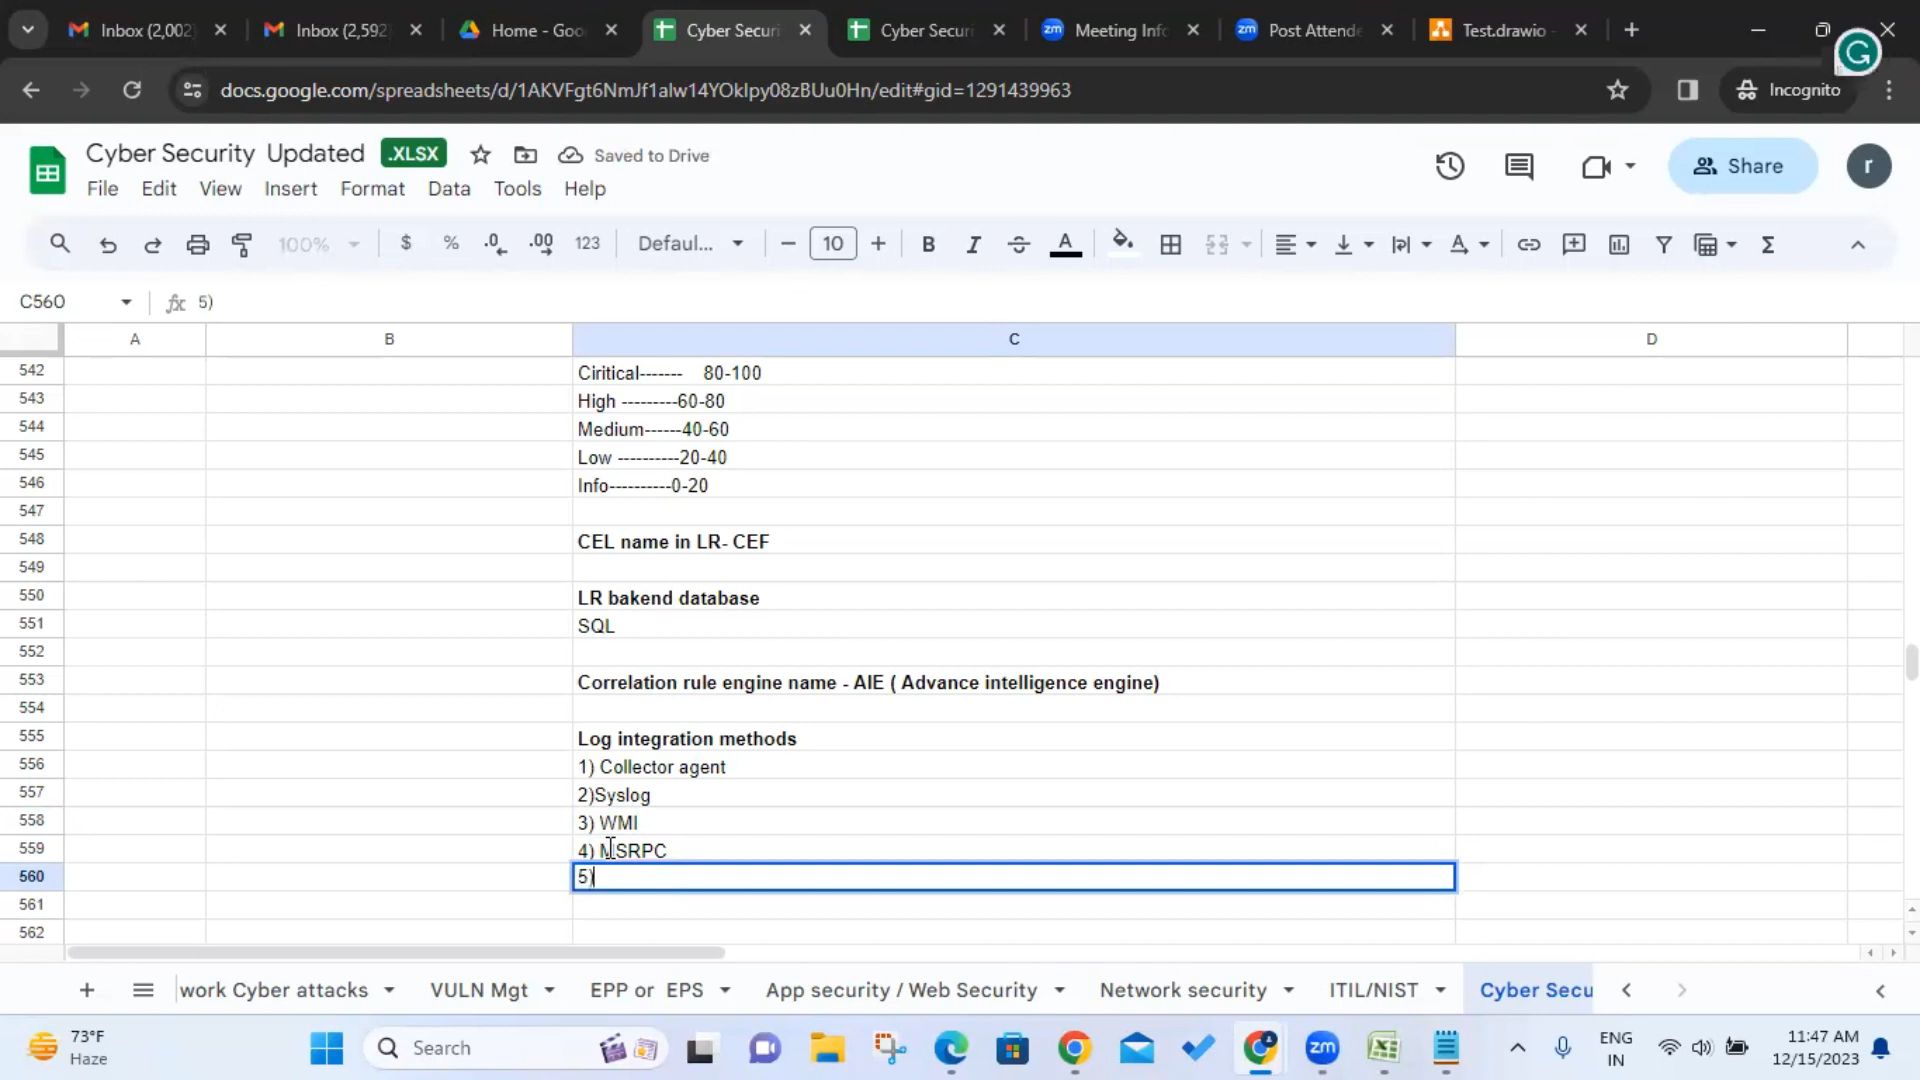 Inbox (2,002
Inbox (2,592
Home - Goo
Cyber Securi
Cyber Securi
Meeting Info
Post Attende
Test.drawio -
docs.google.com/spreadsheets/d/1AKVFgt6NmJf1alw14YOklpy08zBUu0Hn/edit#gid=1291439963
Incognito
Cyber Security Updated
.XLSX
Saved to Drive
File Edit View Insert Format Data Tools Help
Share
r
100%
$ % .0 .00 123
Defaul...
10
B I A
C560
fx 5)
A B C D
542 Ciritical------- 80-100
543 High ---------60-80
544 Medium------40-60
545 Low ----------20-40
546 Info----------0-20
547
548 CEL name in LR- CEF
549
550 LR bakend database
551 SQL
552
553 Correlation rule engine name - AIE ( Advance intelligence engine)
554
555 Log integration methods
556 1) Collector agent
557 2)Syslog
558 3) WMI
559 4) MSRPC
560 5)
561
562
work Cyber attacks
VULN Mgt
EPP or EPS
App security / Web Security
Network security
ITIL/NIST
Cyber Secu
73°F
Haze
Search
zm
ENG
IN
11:47 AM
12/15/2023